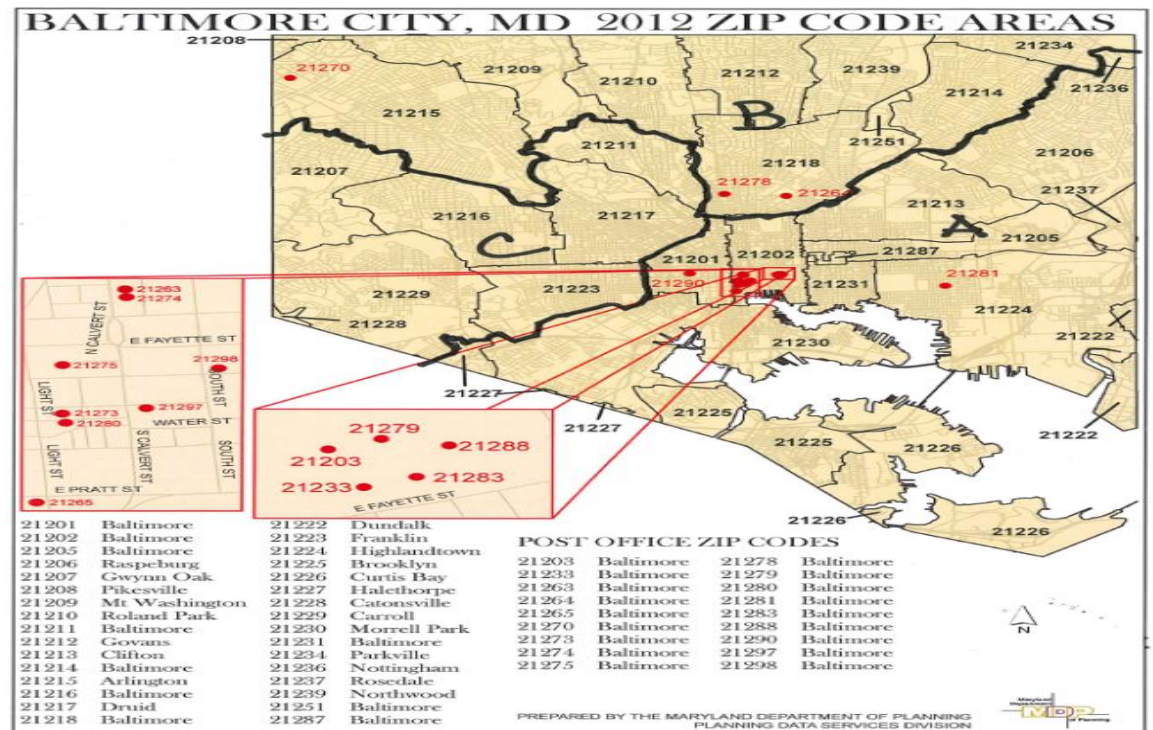 BALTIMORE CITY, MD 2012 ZIP CODE AREAS
21208
21234
21270
21209
21212
21239
21210
21214
21236
21215
B
21251
21211
21206
21218
21207
21278
21264
21237
21216
21217
21213
A
C
21205
21201
21202
21287
21263
21274
21290
21231
21281
21229
21223
21224
N CALVERT ST
E FAYETTE ST
21228
21230
21222
21275
21298
SOUTH ST
LIGHT ST
21273
21297
21280
WATER ST
21227
21225
21227
21222
21279
21225
21226
21203
21288
LIGHT ST
S CALVERT ST
SOUTH ST
21233
21283
E PRATT ST
E FAYETTE ST
21265
21226
21226
21201 Baltimore
21202 Baltimore
21205 Baltimore
21206 Raspeburg
21207 Gwynn Oak
21208 Pikesville
21209 Mt Washington
21210 Roland Park
21211 Baltimore
21212 Govans
21213 Clifton
21214 Baltimore
21215 Arlington
21216 Baltimore
21217 Druid
21218 Baltimore
21222 Dundalk
21223 Franklin
21224 Highlandtown
21225 Brooklyn
21226 Curtis Bay
21227 Halethorpe
21228 Catonsville
21229 Carroll
21230 Morrell Park
21231 Baltimore
21234 Parkville
21236 Nottingham
21237 Rosedale
21239 Northwood
21251 Baltimore
21287 Baltimore
POST OFFICE ZIP CODES
21203 Baltimore
21233 Baltimore
21263 Baltimore
21264 Baltimore
21265 Baltimore
21270 Baltimore
21273 Baltimore
21274 Baltimore
21275 Baltimore
21278 Baltimore
21279 Baltimore
21280 Baltimore
21281 Baltimore
21283 Baltimore
21288 Baltimore
21290 Baltimore
21297 Baltimore
21298 Baltimore
N
Maryland
Department
MDP
of Planning
PREPARED BY THE MARYLAND DEPARTMENT OF PLANNING
PLANNING DATA SERVICES DIVISION